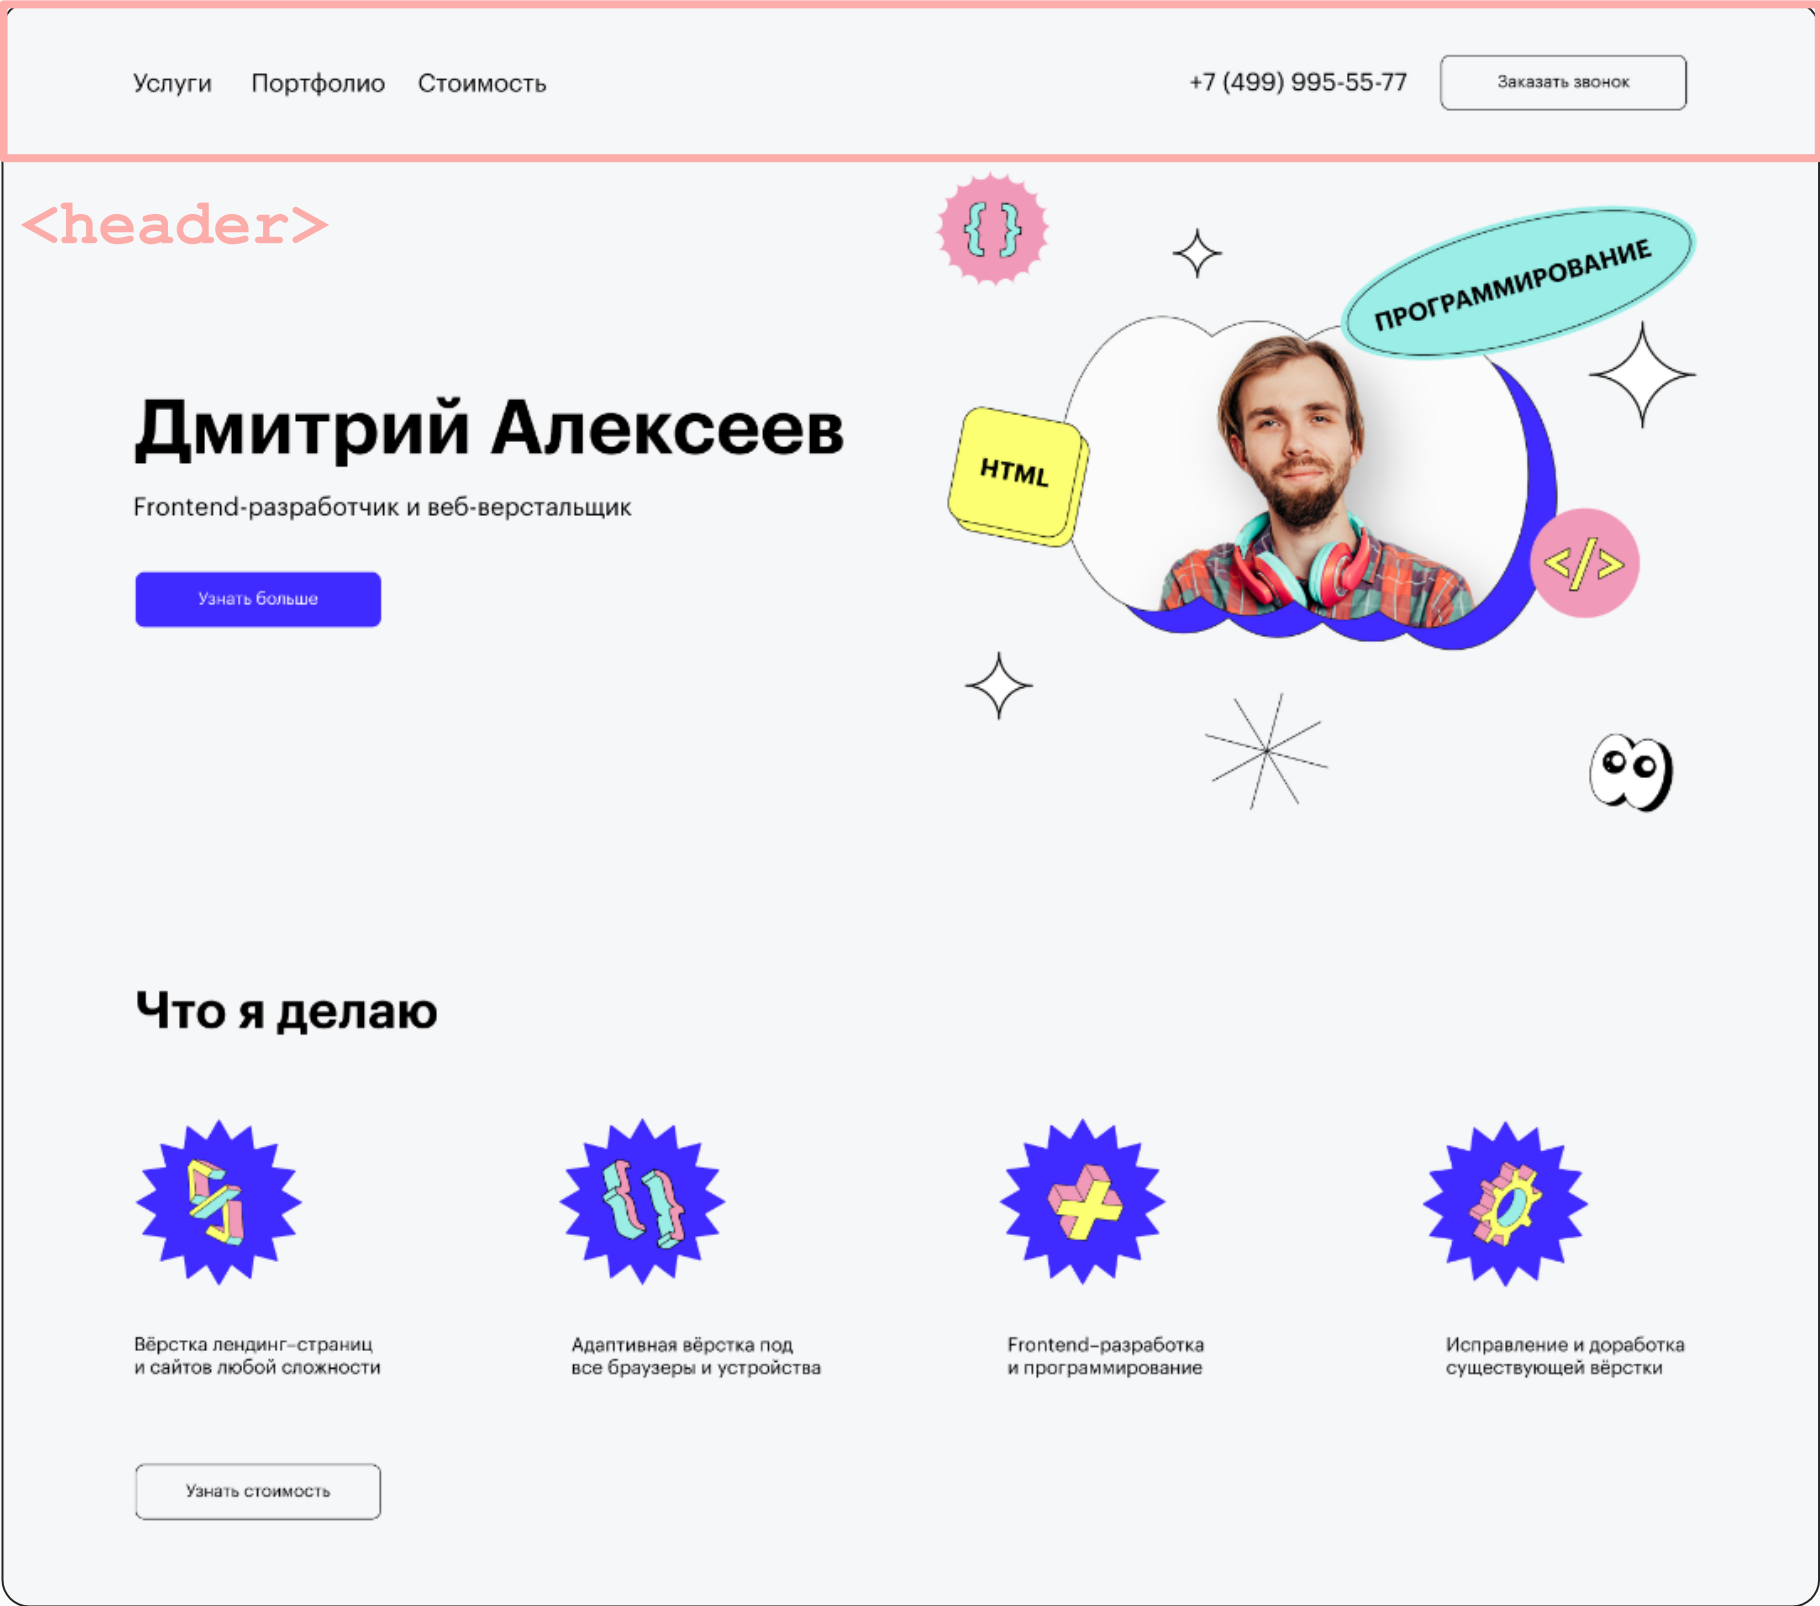 Услуги Портфолио Стоимость +7 (499) 995-55-77 Заказать звонок
<header>
{ }
ПРОГРАММИРОВАНИЕ
Дмитрий Алексеев
HTML
Frontend-разработчик и веб-верстальщик
</>
Узнать больше
Что я делаю
Вёрстка лендинг-страниц
и сайтов любой сложности
Адаптивная вёрстка под
все браузеры и устройства
Frontend-разработка
и программирование
Исправление и доработка
существующей вёрстки
Узнать стоимость